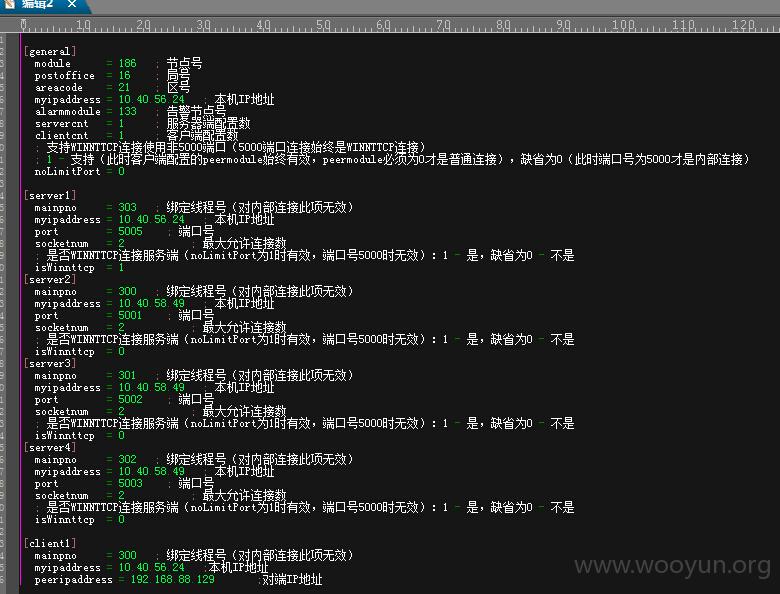 编辑2 ×
0 10 20 30 40 50 60 70 80 90 100 110 120
[general]
module = 186 ; 节点号
postoffice = 16 ; 局号
areacode = 21 ; 区号
myipaddress = 10.40.56.24 ; 本机IP地址
alarmmodule = 133 ; 告警节点号
servercnt = 1 ; 服务器端配置数
clientcnt = 1 ; 客户端配置数
; 支持WINNTTCP连接使用非5000端口（5000端口连接始终是WINNTTCP连接）
; 1 - 支持（此时客户端配置的peermodule始终有效，peermodule必须为0才是普通连接），缺省为0（此时端口号为5000才是内部连接）
noLimitPort = 0
[server1]
mainpno = 303 ; 绑定线程号（对内部连接此项无效）
myipaddress = 10.40.56.24 ; 本机IP地址
port = 5005 ; 端口号
socketnum = 2 ; 最大允许连接数
; 是否WINNTTCP连接服务端（noLimitPort为1时有效，端口号5000时无效）：1 - 是，缺省为0 - 不是
isWinnttcp = 1
[server2]
mainpno = 300 ; 绑定线程号（对内部连接此项无效）
myipaddress = 10.40.58.49 ; 本机IP地址
port = 5001 ; 端口号
socketnum = 2 ; 最大允许连接数
; 是否WINNTTCP连接服务端（noLimitPort为1时有效，端口号5000时无效）：1 - 是，缺省为0 - 不是
isWinnttcp = 0
[server3]
mainpno = 301 ; 绑定线程号（对内部连接此项无效）
myipaddress = 10.40.58.49 ; 本机IP地址
port = 5002 ; 端口号
socketnum = 2 ; 最大允许连接数
; 是否WINNTTCP连接服务端（noLimitPort为1时有效，端口号5000时无效）：1 - 是，缺省为0 - 不是
isWinnttcp = 0
[server4]
mainpno = 302 ; 绑定线程号（对内部连接此项无效）
myipaddress = 10.40.58.49 ; 本机IP地址
port = 5003 ; 端口号
socketnum = 2 ; 最大允许连接数
; 是否WINNTTCP连接服务端（noLimitPort为1时有效，端口号5000时无效）：1 - 是，缺省为0 - 不是
isWinnttcp = 0
[client1]
mainpno = 300 ; 绑定线程号（对内部连接此项无效）
myipaddress = 10.40.56.24 ;本机IP地址
peeripaddress = 192.168.88.129 ;对端IP地址
www.wooyun.org